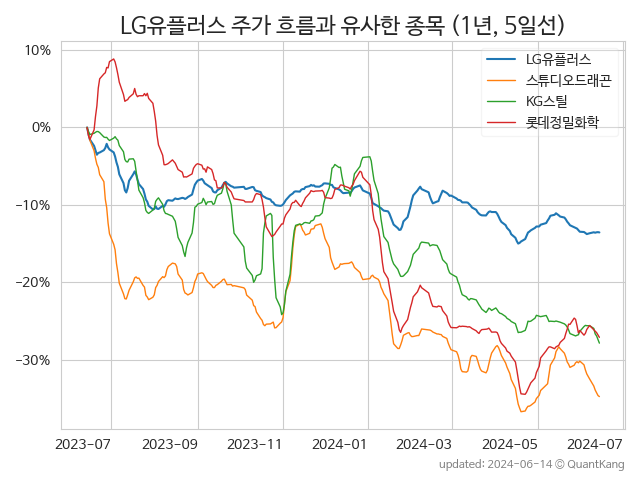 LG유플러스 주가 흐름과 유사한 종목 (1년, 5일선)
LG유플러스
스튜디오드래곤
KG스틸
롯데정밀화학
10%
0%
−10%
−20%
−30%
2023-07 2023-09 2023-11 2024-01 2024-03 2024-05 2024-07
updated: 2024-06-14 © QuantKang